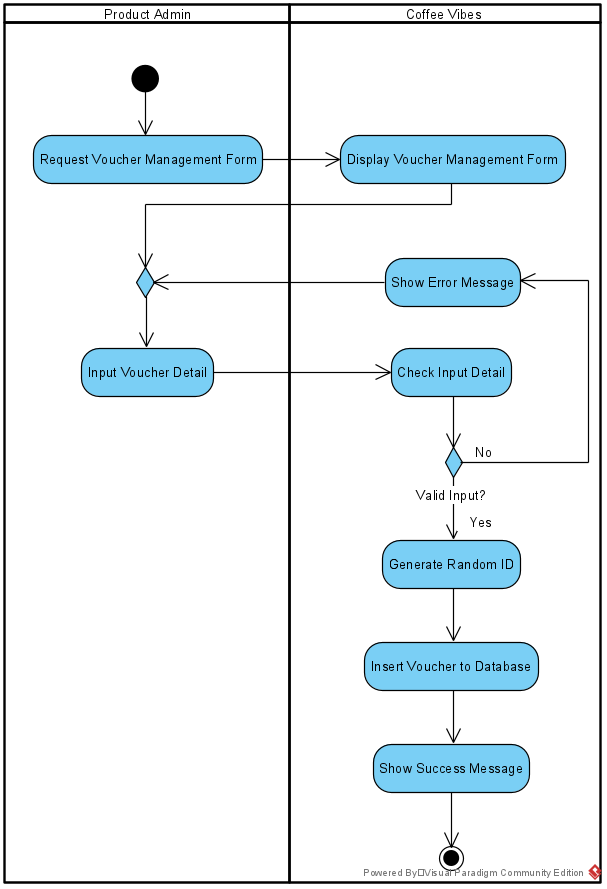 Product Admin
Coffee Vibes
Request Voucher Management Form
Display Voucher Management Form
Show Error Message
Input Voucher Detail
Check Input Detail
No
Valid Input?
Yes
Generate Random ID
Insert Voucher to Database
Show Success Message
Powered By Visual Paradigm Community Edition